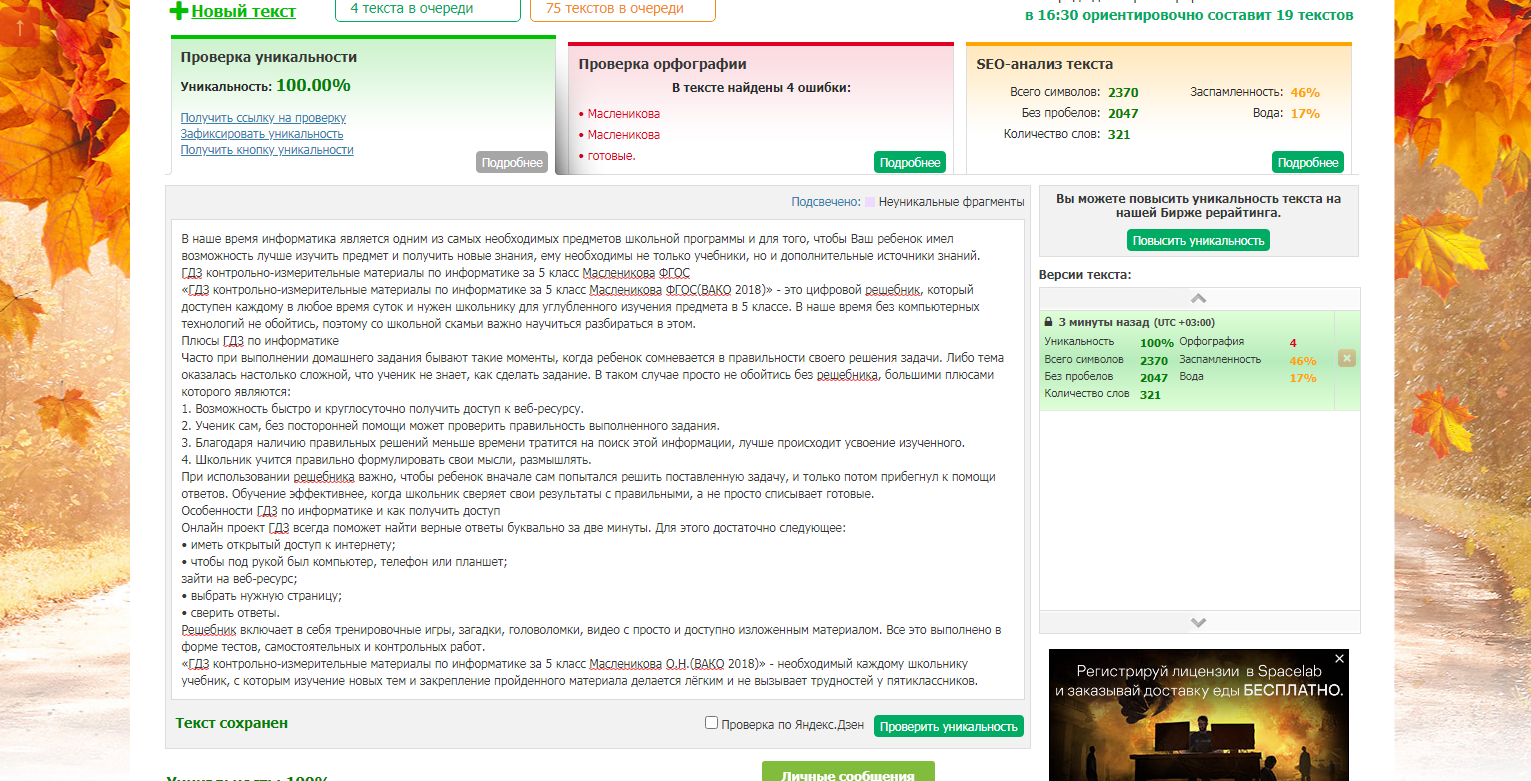 Новый текст
4 текста в очереди
75 текстов в очереди
в 16:30 ориентировочно составит 19 текстов
↑
Проверка уникальности
Уникальность: 100.00%
Получить ссылку на проверку
Зафиксировать уникальность
Получить кнопку уникальности
Подробнее
Проверка орфографии
В тексте найдены 4 ошибки:
• Масленикова
• Масленикова
• готовые.
Подробнее
SEO-анализ текста
Всего символов: 2370
Без пробелов: 2047
Количество слов: 321
Заспамленность: 46%
Вода: 17%
Подробнее
Подсвечено: Неуникальные фрагменты
В наше время информатика является одним из самых необходимых предметов школьной программы и для того, чтобы Ваш ребенок имел
возможность лучше изучить предмет и получить новые знания, ему необходимы не только учебники, но и дополнительные источники знаний.
ГДЗ контрольно-измерительные материалы по информатике за 5 класс Масленикова ФГОС
«ГДЗ контрольно-измерительные материалы по информатике за 5 класс Масленикова ФГОС(ВАКО 2018)» - это цифровой решебник, который
доступен каждому в любое время суток и нужен школьнику для углубленного изучения предмета в 5 классе. В наше время без компьютерных
технологий не обойтись, поэтому со школьной скамьи важно научиться разбираться в этом.
Плюсы ГДЗ по информатике
Часто при выполнении домашнего задания бывают такие моменты, когда ребенок сомневается в правильности своего решения задачи. Либо тема
оказалась настолько сложной, что ученик не знает, как сделать задание. В таком случае просто не обойтись без решебника, большими плюсами
которого являются:
1. Возможность быстро и круглосуточно получить доступ к веб-ресурсу.
2. Ученик сам, без посторонней помощи может проверить правильность выполненного задания.
3. Благодаря наличию правильных решений меньше времени тратится на поиск этой информации, лучше происходит усвоение изученного.
4. Школьник учится правильно формулировать свои мысли, размышлять.
При использовании решебника важно, чтобы ребенок вначале сам попытался решить поставленную задачу, и только потом прибегнул к помощи
ответов. Обучение эффективнее, когда школьник сверяет свои результаты с правильными, а не просто списывает готовые.
Особенности ГДЗ по информатике и как получить доступ
Онлайн проект ГДЗ всегда поможет найти верные ответы буквально за две минуты. Для этого достаточно следующее:
• иметь открытый доступ к интернету;
• чтобы под рукой был компьютер, телефон или планшет;
зайти на веб-ресурс;
• выбрать нужную страницу;
• сверить ответы.
Решебник включает в себя тренировочные игры, загадки, головоломки, видео с просто и доступно изложенным материалом. Все это выполнено в
форме тестов, самостоятельных и контрольных работ.
«ГДЗ контрольно-измерительные материалы по информатике за 5 класс Масленикова О.Н.(ВАКО 2018)» - необходимый каждому школьнику
учебник, с которым изучение новых тем и закрепление пройденного материала делается лёгким и не вызывает трудностей у пятиклассников.
Текст сохранен
Проверка по Яндекс.Дзен
Проверить уникальность
Уникальность: 100%
Личные сообщения
Вы можете повысить уникальность текста на
нашей Бирже рерайтинга.
Повысить уникальность
Версии текста:
3 минуты назад (UTC +03:00)
Уникальность 100% Орфография 4
Всего символов 2370 Заспамленность 46%
Без пробелов 2047 Вода 17%
Количество слов 321
Регистрируй лицензии в Spacelab
и заказывай доставку еды БЕСПЛАТНО.